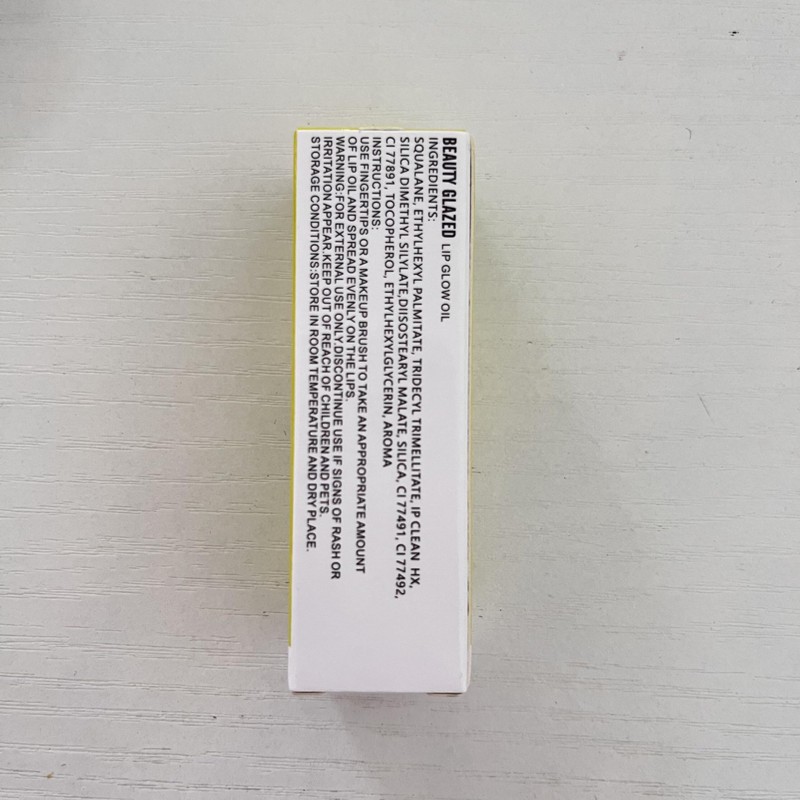 BEAUTY GLAZED LIP GLOW OIL
INGREDIENTS:
SQUALANE, ETHYLHEXYL PALMITATE, TRIDECYL TRIMELLITATE, IP CLEAN HX,
SILICA DIMETHYL SILYLATE,DIISOSTEARYL MALATE, SILICA, CI 77491, CI 77492,
CI 77891, TOCOPHEROL, ETHYLHEXYLGLYCERIN, AROMA
INSTRUCTIONS:
USE FINGERTIPS OR A MAKEUP BRUSH TO TAKE AN APPROPRIATE AMOUNT
OF LIP OIL AND SPREAD EVENLY ON THE LIPS.
WARNING:FOR EXTERNAL USE ONLY.DISCONTINUE USE IF SIGNS OF RASH OR
IRRITATION APPEAR.KEEP OUT OF REACH OF CHILDREN AND PETS.
STORAGE CONDITIONS:STORE IN ROOM TEMPERATURE AND DRY PLACE.